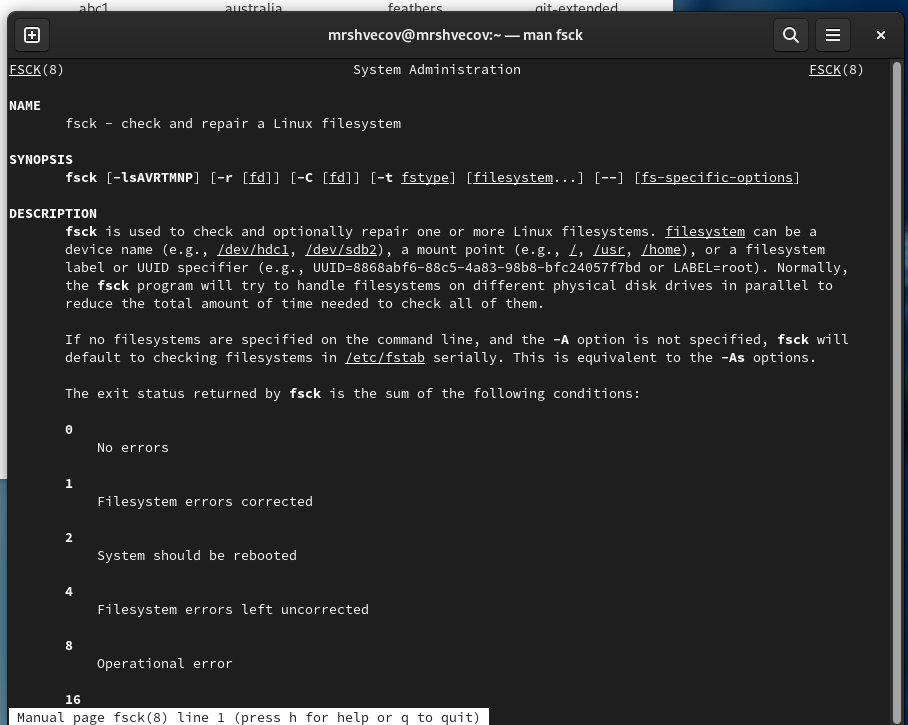 abc1 australia feathers git-extended
mrshvecov@mrshvecov:~ — man fsck
FSCK(8) System Administration FSCK(8)
NAME
fsck - check and repair a Linux filesystem
SYNOPSIS
fsck [-lsAVRTMNP] [-r [fd]] [-C [fd]] [-t fstype] [filesystem...] [--] [fs-specific-options]
DESCRIPTION
fsck is used to check and optionally repair one or more Linux filesystems. filesystem can be a
device name (e.g., /dev/hdc1, /dev/sdb2), a mount point (e.g., /, /usr, /home), or a filesystem
label or UUID specifier (e.g., UUID=8868abf6-88c5-4a83-98b8-bfc24057f7bd or LABEL=root). Normally,
the fsck program will try to handle filesystems on different physical disk drives in parallel to
reduce the total amount of time needed to check all of them.
If no filesystems are specified on the command line, and the -A option is not specified, fsck will
default to checking filesystems in /etc/fstab serially. This is equivalent to the -As options.
The exit status returned by fsck is the sum of the following conditions:
0
No errors
1
Filesystem errors corrected
2
System should be rebooted
4
Filesystem errors left uncorrected
8
Operational error
16
Manual page fsck(8) line 1 (press h for help or q to quit)